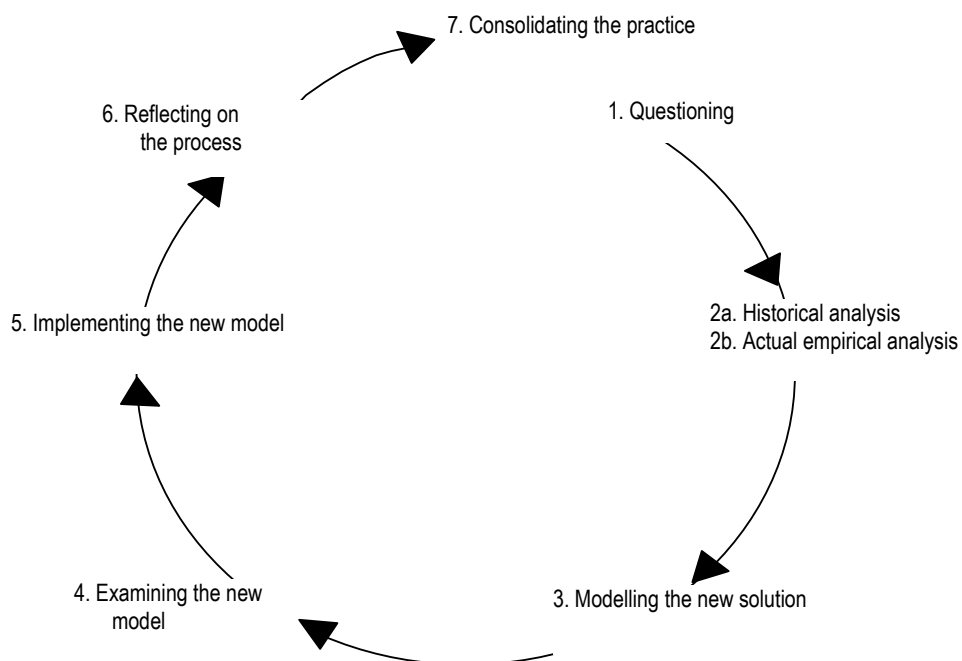 7. Consolidating the practice
1. Questioning
2a. Historical analysis
2b. Actual empirical analysis
3. Modelling the new solution
4. Examining the new
model
5. Implementing the new model
6. Reflecting on
the process